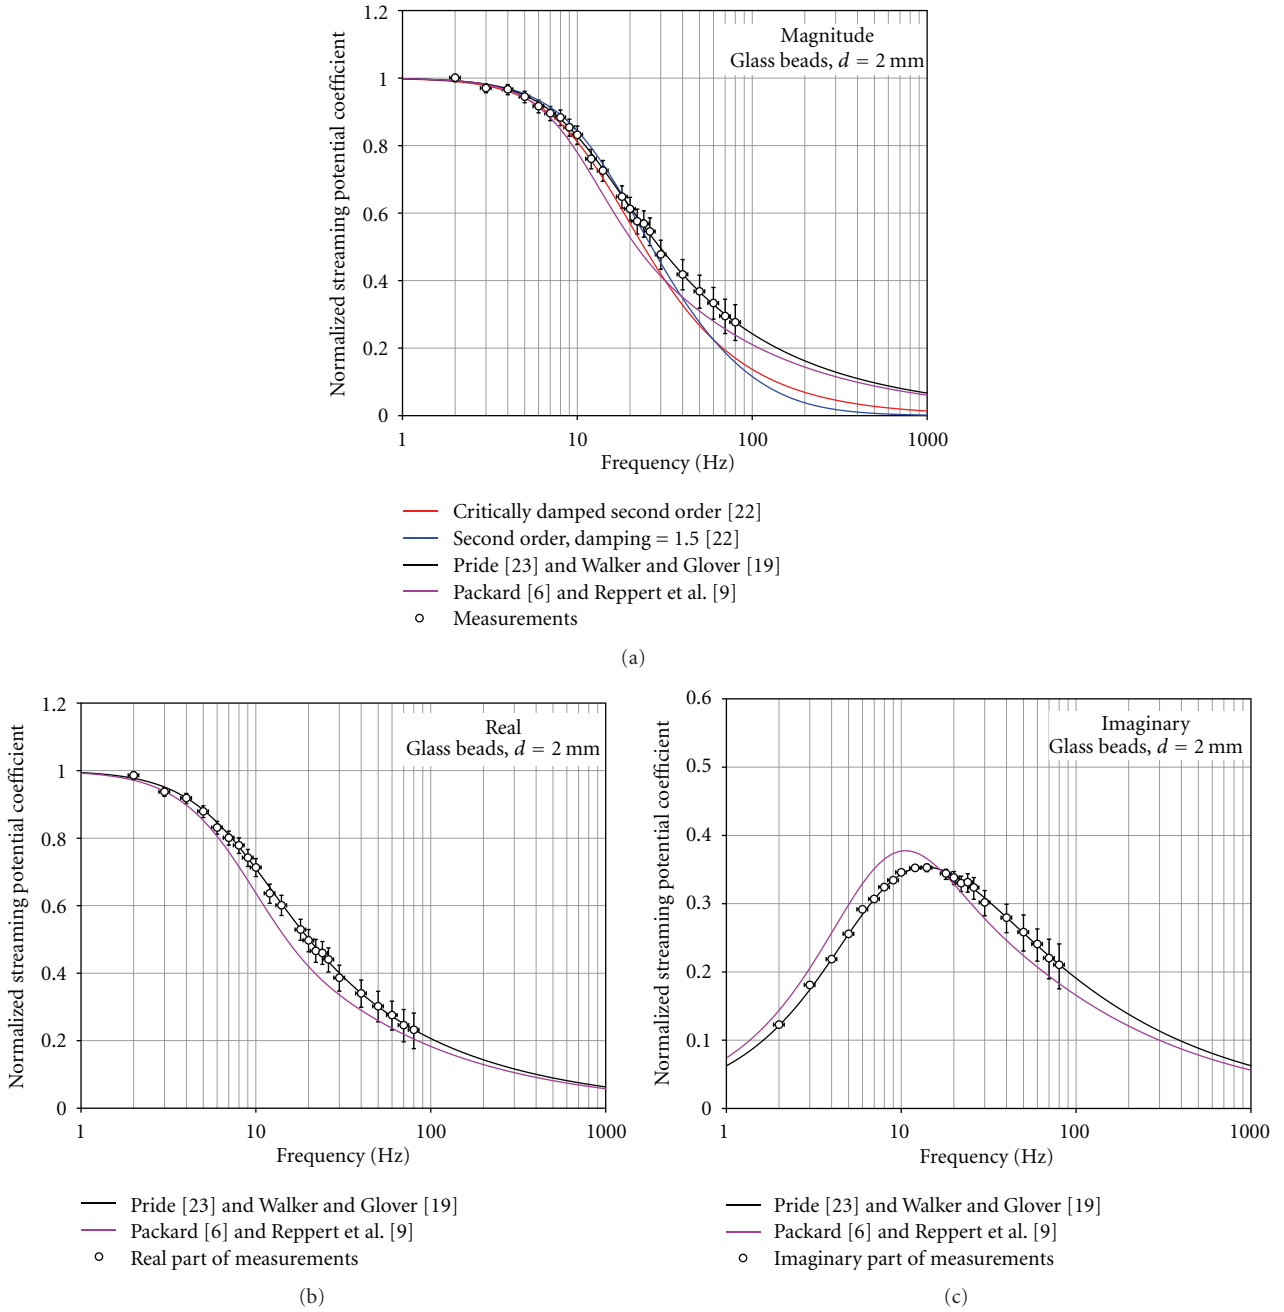 1.2
1
0.8
0.6
0.4
0.2
0
Normalized streaming potential coefficient
Magnitude
Glass beads, d = 2 mm
1 10 100 1000
Frequency (Hz)
Critically damped second order [22]
Second order, damping = 1.5 [22]
Pride [23] and Walker and Glover [19]
Packard [6] and Reppert et al. [9]
Measurements
(a)
1.2
1
0.8
0.6
0.4
0.2
0
Normalized streaming potential coefficient
Real
Glass beads, d = 2 mm
1 10 100 1000
Frequency (Hz)
Pride [23] and Walker and Glover [19]
Packard [6] and Reppert et al. [9]
Real part of measurements
(b)
0.6
0.5
0.4
0.3
0.2
0.1
0
Normalized streaming potential coefficient
Imaginary
Glass beads, d = 2 mm
1 10 100 1000
Frequency (Hz)
Pride [23] and Walker and Glover [19]
Packard [6] and Reppert et al. [9]
Imaginary part of measurements
(c)